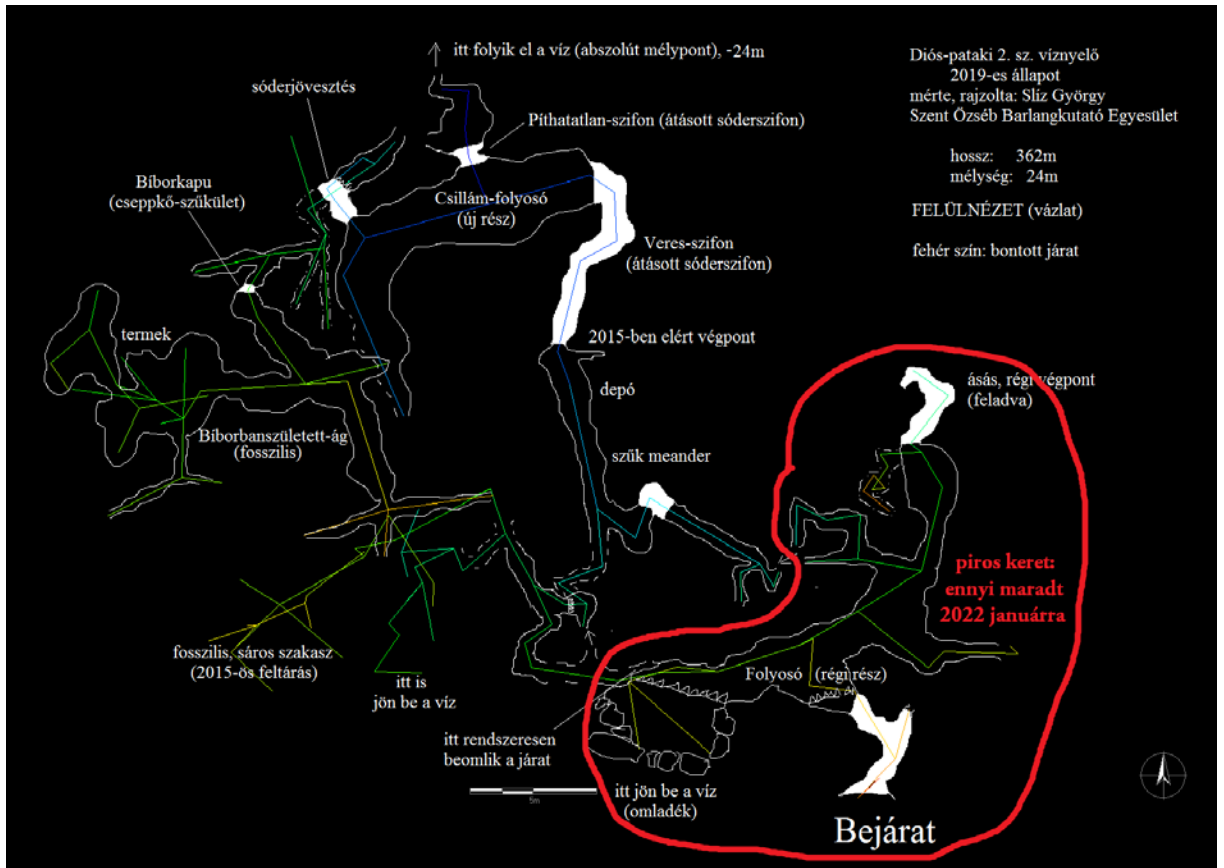 itt folyik el a víz (abszolút mélypont), -24m
Diós-pataki 2. sz. víznyelő
2019-es állapot
mérte, rajzolta: Slíz György
Szent Özséb Barlangkutató Egyesület
hossz: 362m
mélység: 24m
FELÜLNÉZET (vázlat)
fehér szín: bontott járat
sóderjövesztés
Píthatatlan-szifon (átásott sóderszifon)
Bíborkapu
(cseppkő-szűkület)
Csillám-folyosó
(új rész)
Veres-szifon
(átásott sóderszifon)
termek
2015-ben elért végpont
depó
ásás, régi végpont
(feladva)
Bíborbanszületett-ág
(fosszilis)
szűk meander
piros keret:
ennyi maradt
2022 januárra
fosszilis, sáros szakasz
(2015-ös feltárás)
itt is
jön be a víz
Folyosó (régi rész)
itt rendszeresen
beomlik a járat
5m
itt jön be a víz
(omladék)
Bejárat